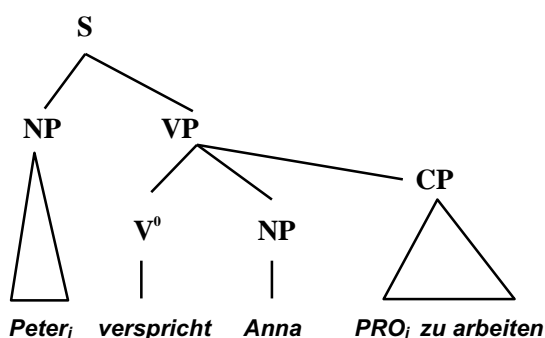 S
NP VP
CP
V⁰ NP
Peterᵢ verspricht Anna PROᵢ zu arbeiten